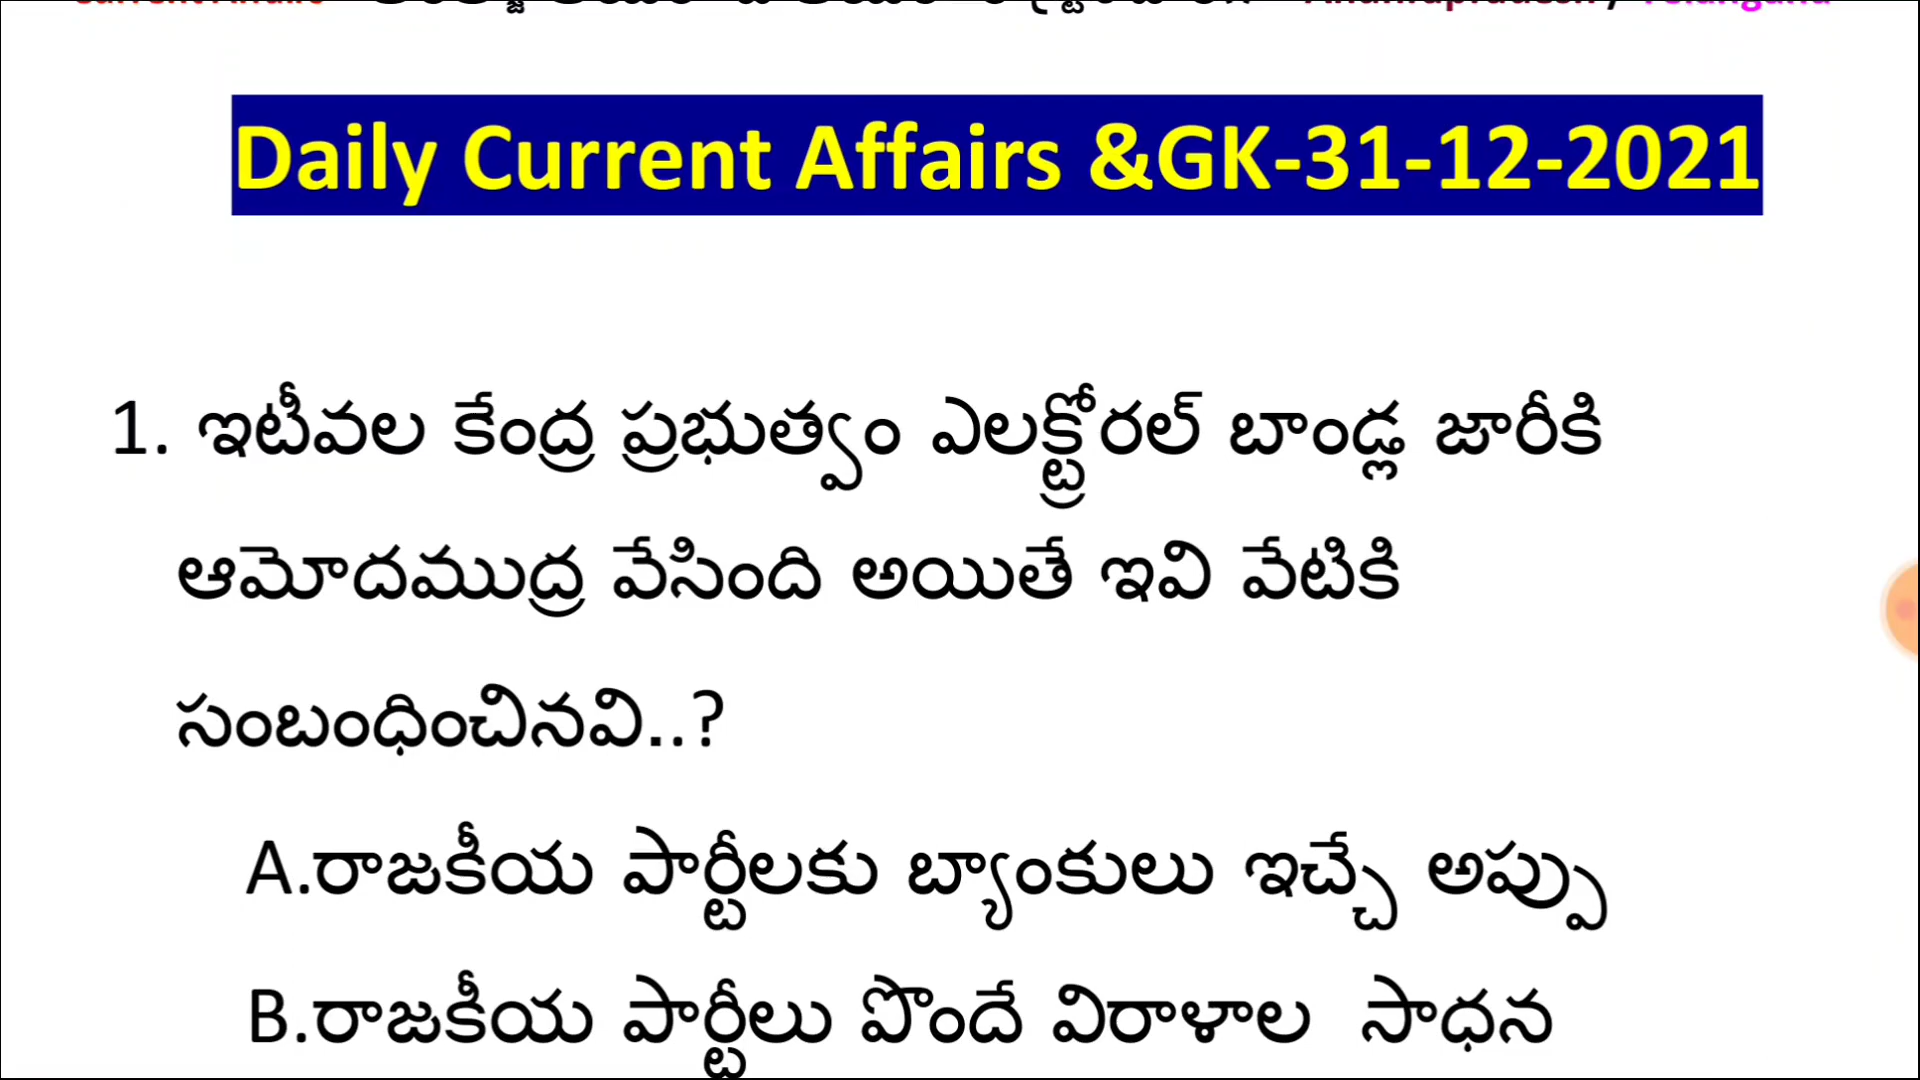 Daily Current Affairs &GK-31-12-2021
1. ఇటీవల కేంద్ర ప్రభుత్వం ఎలక్ట్రోరల్ బాండ్ల జారీకి
ఆమోదముద్ర వేసింది అయితే ఇవి వేటికి
సంబంధించినవి..?
A.రాజకీయ పార్టీలకు బ్యాంకులు ఇచ్చే అప్పు
B.రాజకీయ పార్టీలు పొందే విరాళాల సాధన